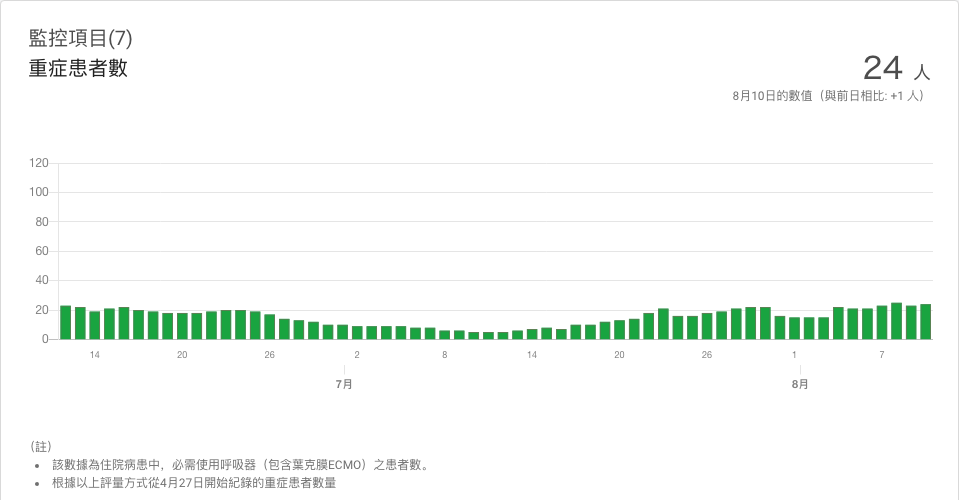 監控項目(7)
重症患者數
24 人
8月10日的數值（與前日相比: +1 人）
120
100
80
60
40
20
0
14 20 26 2 8 14 20 26 1 7
7月 8月
（註）
• 該數據為住院病患中，必需使用呼吸器（包含葉克膜ECMO）之患者數。
• 根據以上評量方式從4月27日開始紀錄的重症患者數量